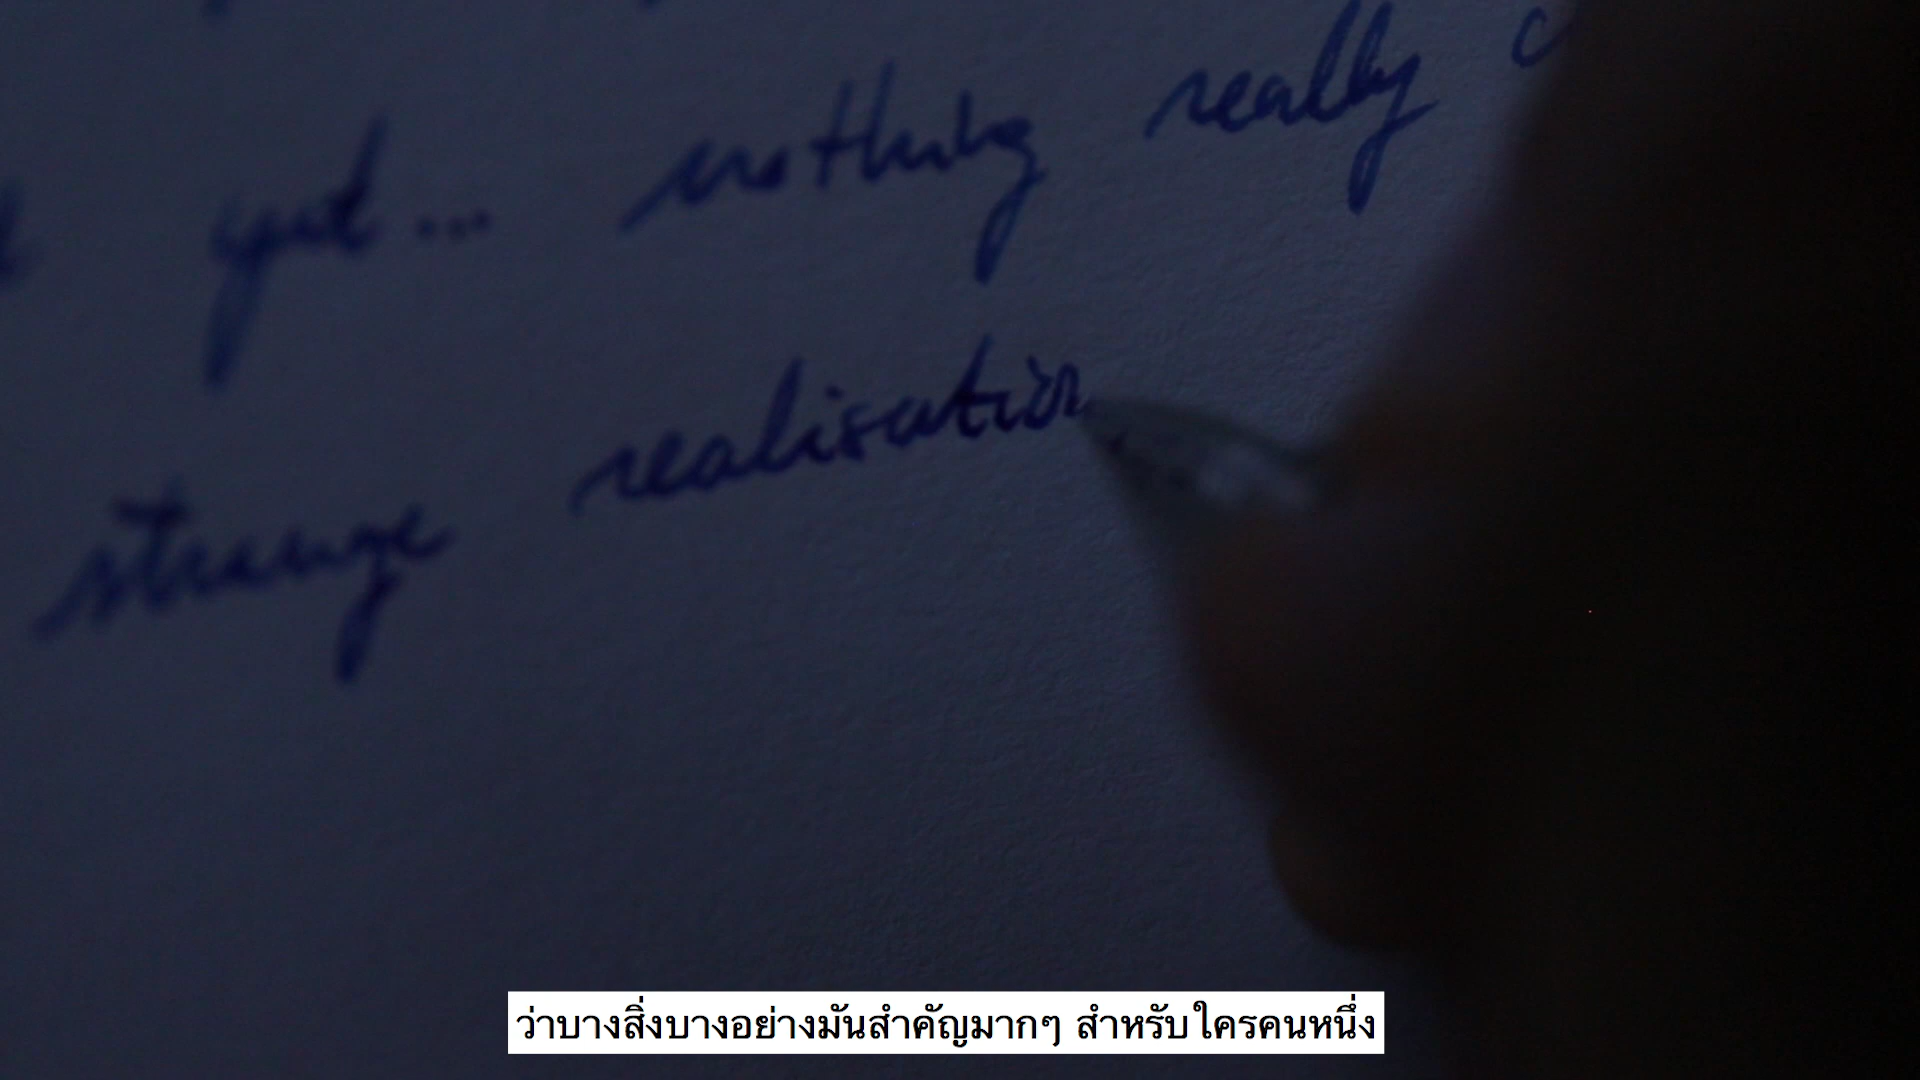 yet... nothing really
strange realisation
ว่าบางสิ่งบางอย่างมันสำคัญมากๆ สำหรับใครคนหนึ่ง